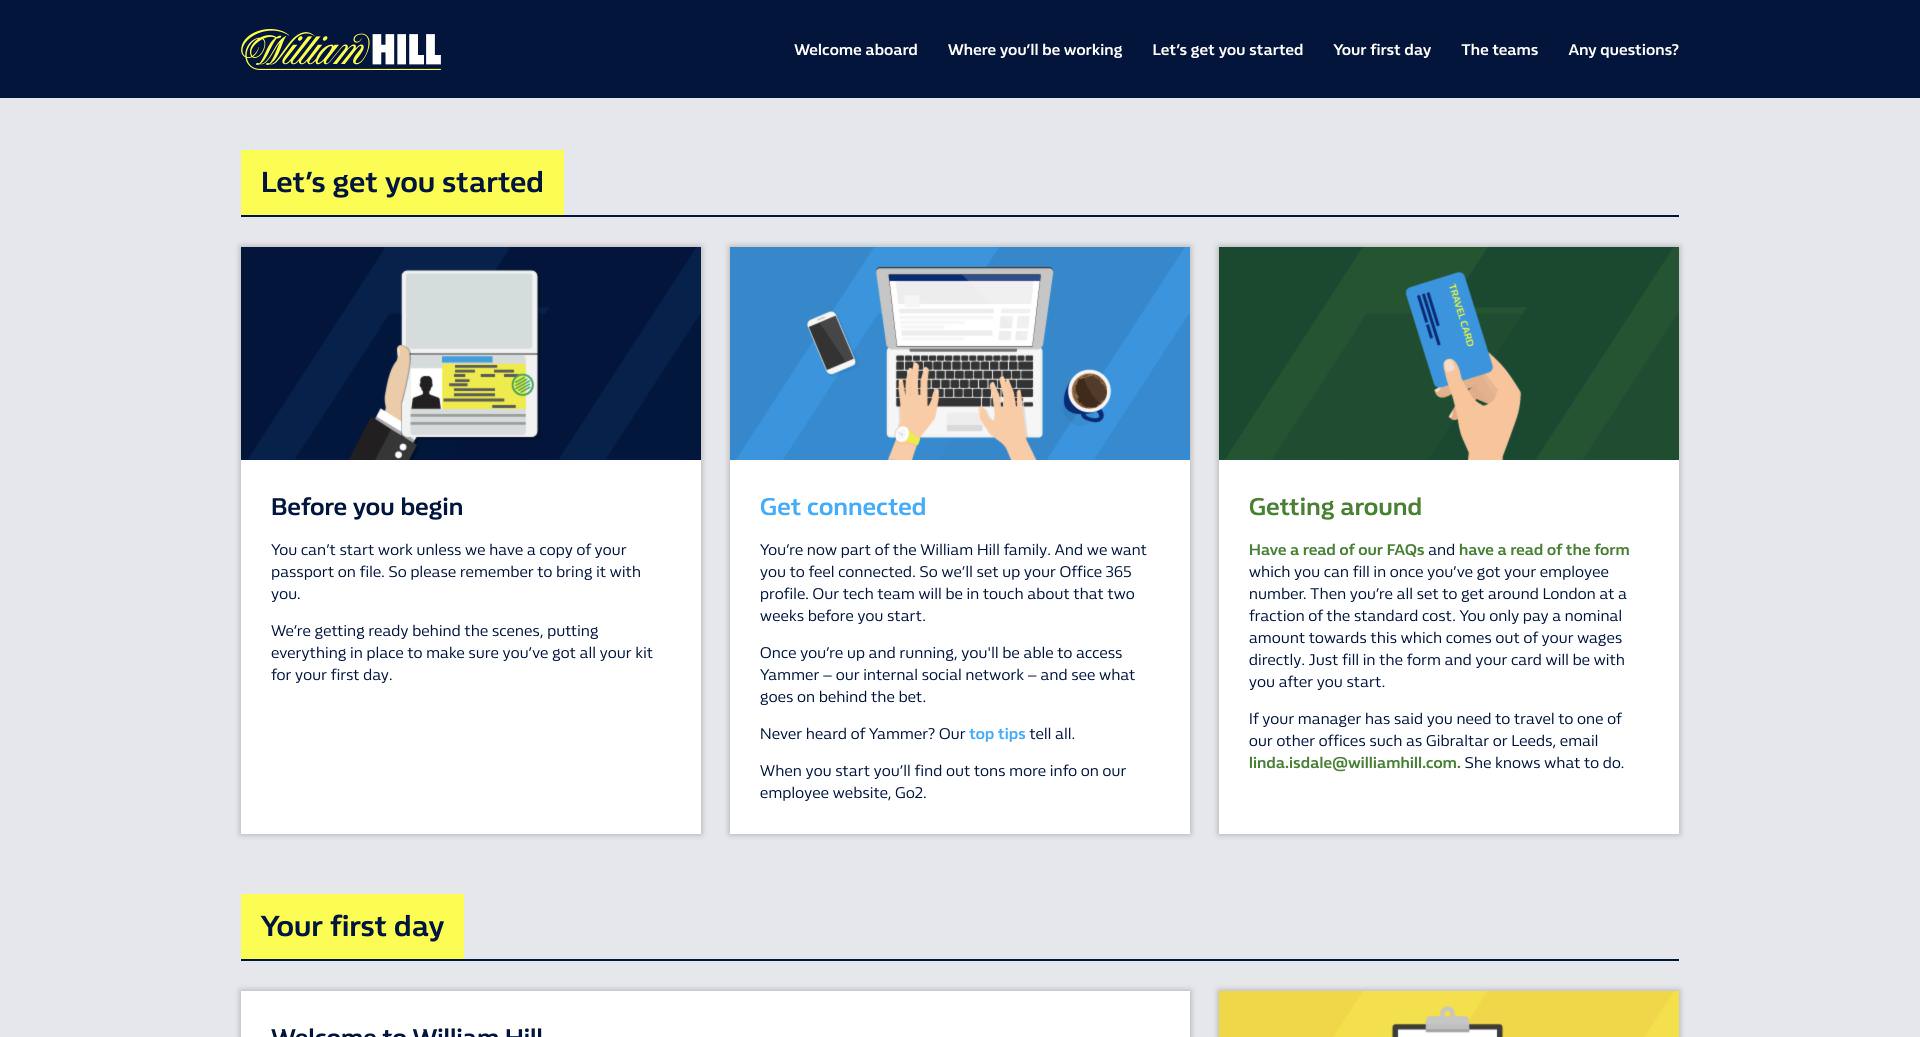 William HILL
Welcome aboard
Where you’ll be working
Let’s get you started
Your first day
The teams
Any questions?
Let’s get you started
TRAVEL CARD
Before you begin
You can’t start work unless we have a copy of your
passport on file. So please remember to bring it with
you.
We’re getting ready behind the scenes, putting
everything in place to make sure you’ve got all your kit
for your first day.
Get connected
You’re now part of the William Hill family. And we want
you to feel connected. So we’ll set up your Office 365
profile. Our tech team will be in touch about that two
weeks before you start.
Once you’re up and running, you'll be able to access
Yammer – our internal social network – and see what
goes on behind the bet.
Never heard of Yammer? Our top tips tell all.
When you start you’ll find out tons more info on our
employee website, Go2.
Getting around
Have a read of our FAQs and have a read of the form
which you can fill in once you’ve got your employee
number. Then you’re all set to get around London at a
fraction of the standard cost. You only pay a nominal
amount towards this which comes out of your wages
directly. Just fill in the form and your card will be with
you after you start.
If your manager has said you need to travel to one of
our other offices such as Gibraltar or Leeds, email
linda.isdale@williamhill.com. She knows what to do.
Your first day
Welcome to William Hill